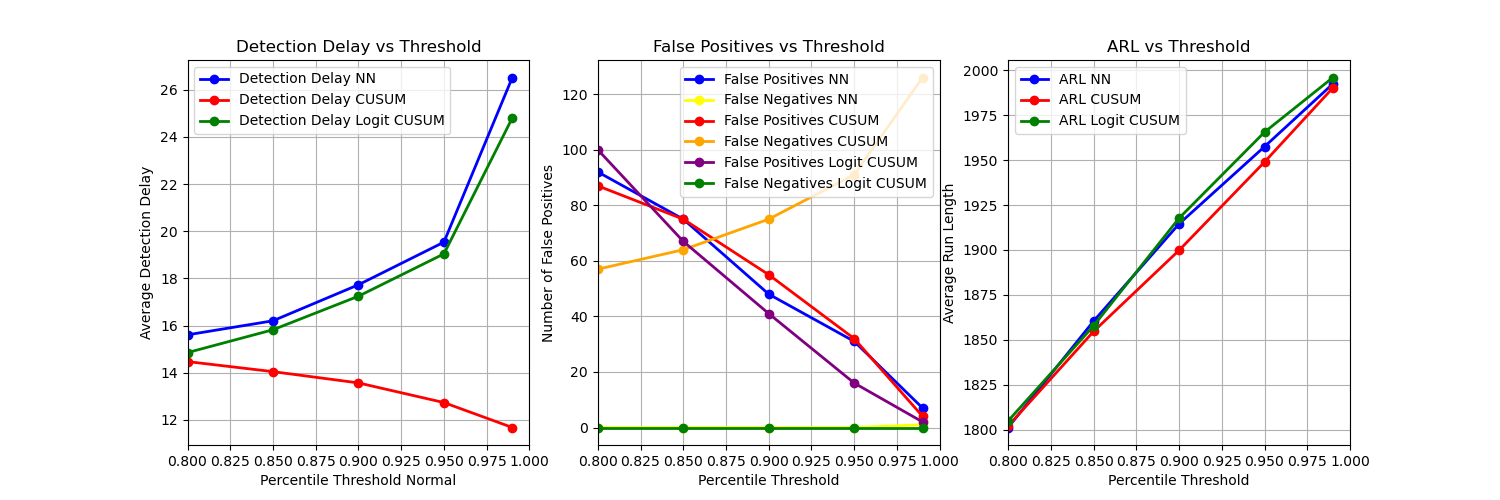 Detection Delay vs Threshold
Detection Delay NN
Detection Delay CUSUM
Detection Delay Logit CUSUM
Average Detection Delay
26
24
22
20
18
16
14
12
0.800 0.825 0.850 0.875 0.900 0.925 0.950 0.975 1.000
Percentile Threshold Normal
False Positives vs Threshold
False Positives NN
False Negatives NN
False Positives CUSUM
False Negatives CUSUM
False Positives Logit CUSUM
False Negatives Logit CUSUM
Number of False Positives
120
100
80
60
40
20
0
0.800 0.825 0.850 0.875 0.900 0.925 0.950 0.975 1.000
Percentile Threshold
ARL vs Threshold
ARL NN
ARL CUSUM
ARL Logit CUSUM
Average Run Length
2000
1975
1950
1925
1900
1875
1850
1825
1800
0.800 0.825 0.850 0.875 0.900 0.925 0.950 0.975 1.000
Percentile Threshold